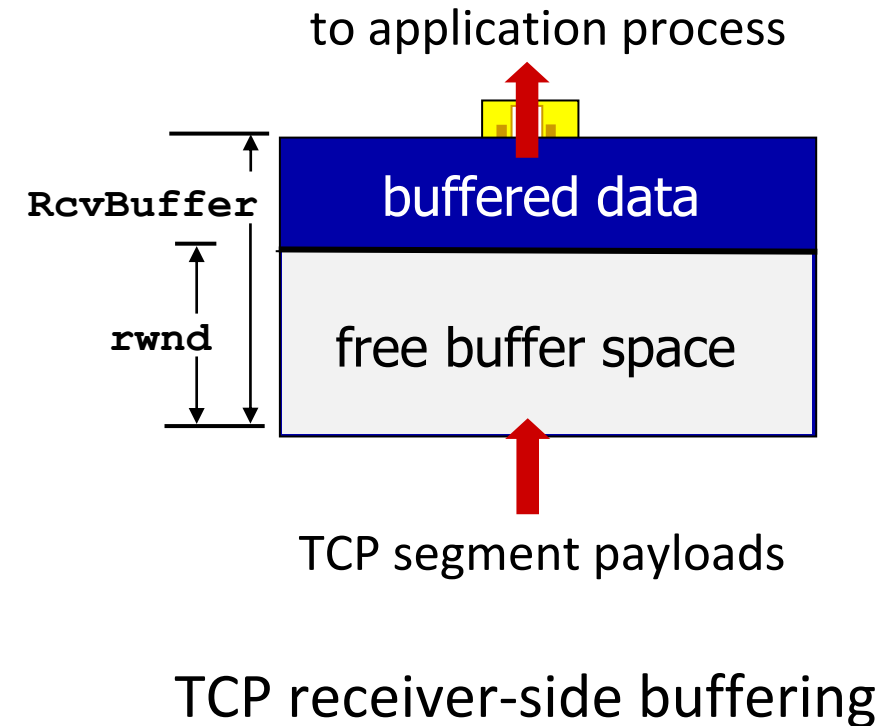 to application process
buffered data
RcvBuffer
rwnd
free buffer space
TCP segment payloads
TCP receiver-side buffering